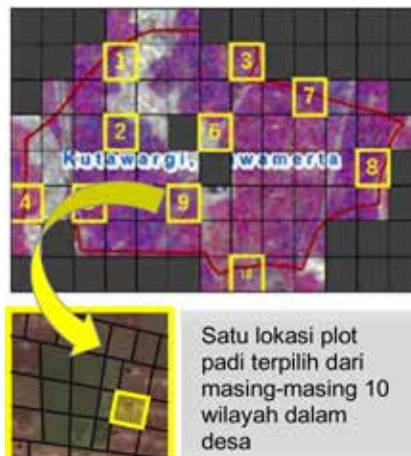 1
3
7
2
6
Kutawargi, wamerta
8
4
9
Satu lokasi plot
padi terpilih dari
masing-masing 10
wilayah dalam
desa